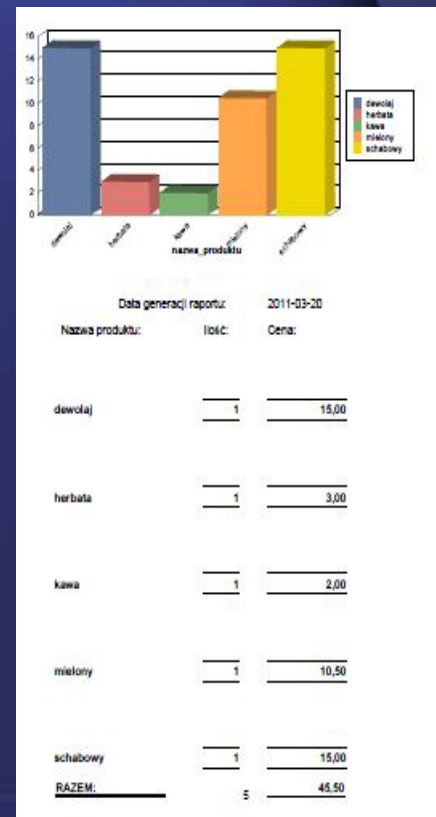 16
14
12
10
8
6
4
2
0
dewolaj
herbata
kawa
mielony
schabowy
dewolaj
herbata
kawa
mielony
schabowy
nazwa_produktu
Data generacji raportu: 2011-03-20
Nazwa produktu: Ilość: Cena:
dewolaj 1 15,00
herbata 1 3,00
kawa 1 2,00
mielony 1 10,50
schabowy 1 15,00
RAZEM: 5 45,50